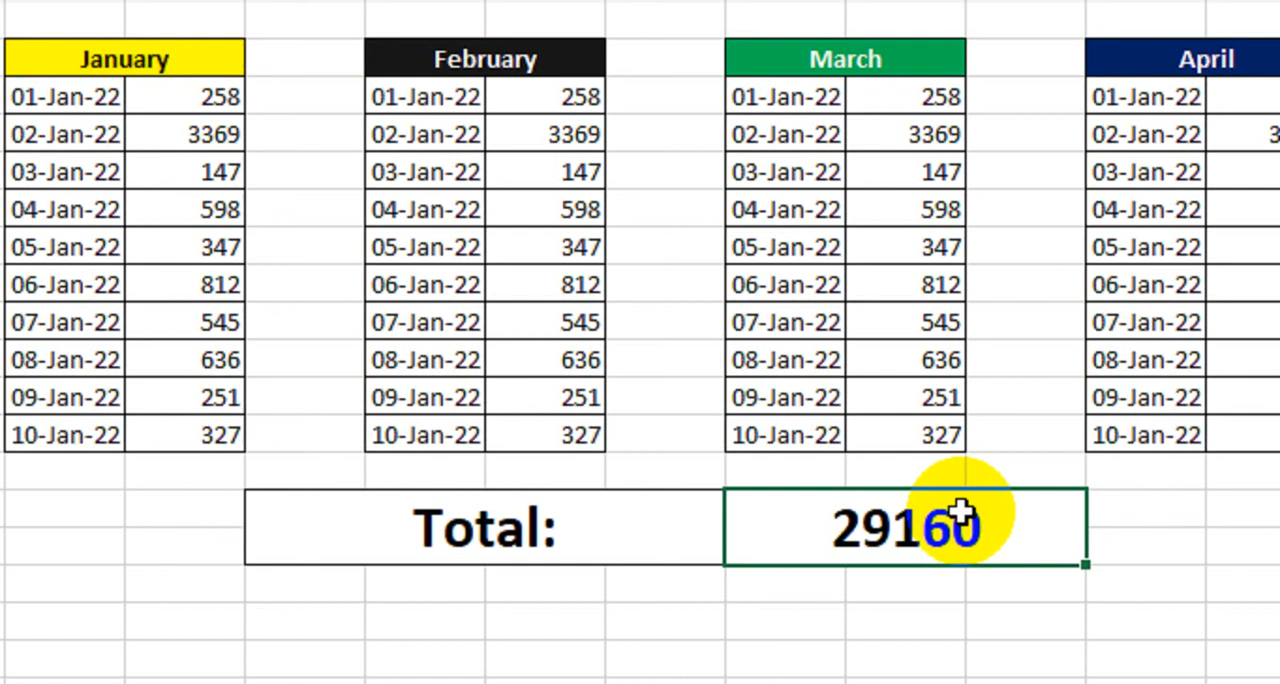 January February March April
01-Jan-22 258 01-Jan-22 258 01-Jan-22 258 01-Jan-22
02-Jan-22 3369 02-Jan-22 3369 02-Jan-22 3369 02-Jan-22 3
03-Jan-22 147 03-Jan-22 147 03-Jan-22 147 03-Jan-22
04-Jan-22 598 04-Jan-22 598 04-Jan-22 598 04-Jan-22
05-Jan-22 347 05-Jan-22 347 05-Jan-22 347 05-Jan-22
06-Jan-22 812 06-Jan-22 812 06-Jan-22 812 06-Jan-22
07-Jan-22 545 07-Jan-22 545 07-Jan-22 545 07-Jan-22
08-Jan-22 636 08-Jan-22 636 08-Jan-22 636 08-Jan-22
09-Jan-22 251 09-Jan-22 251 09-Jan-22 251 09-Jan-22
10-Jan-22 327 10-Jan-22 327 10-Jan-22 327 10-Jan-22
Total: 29160